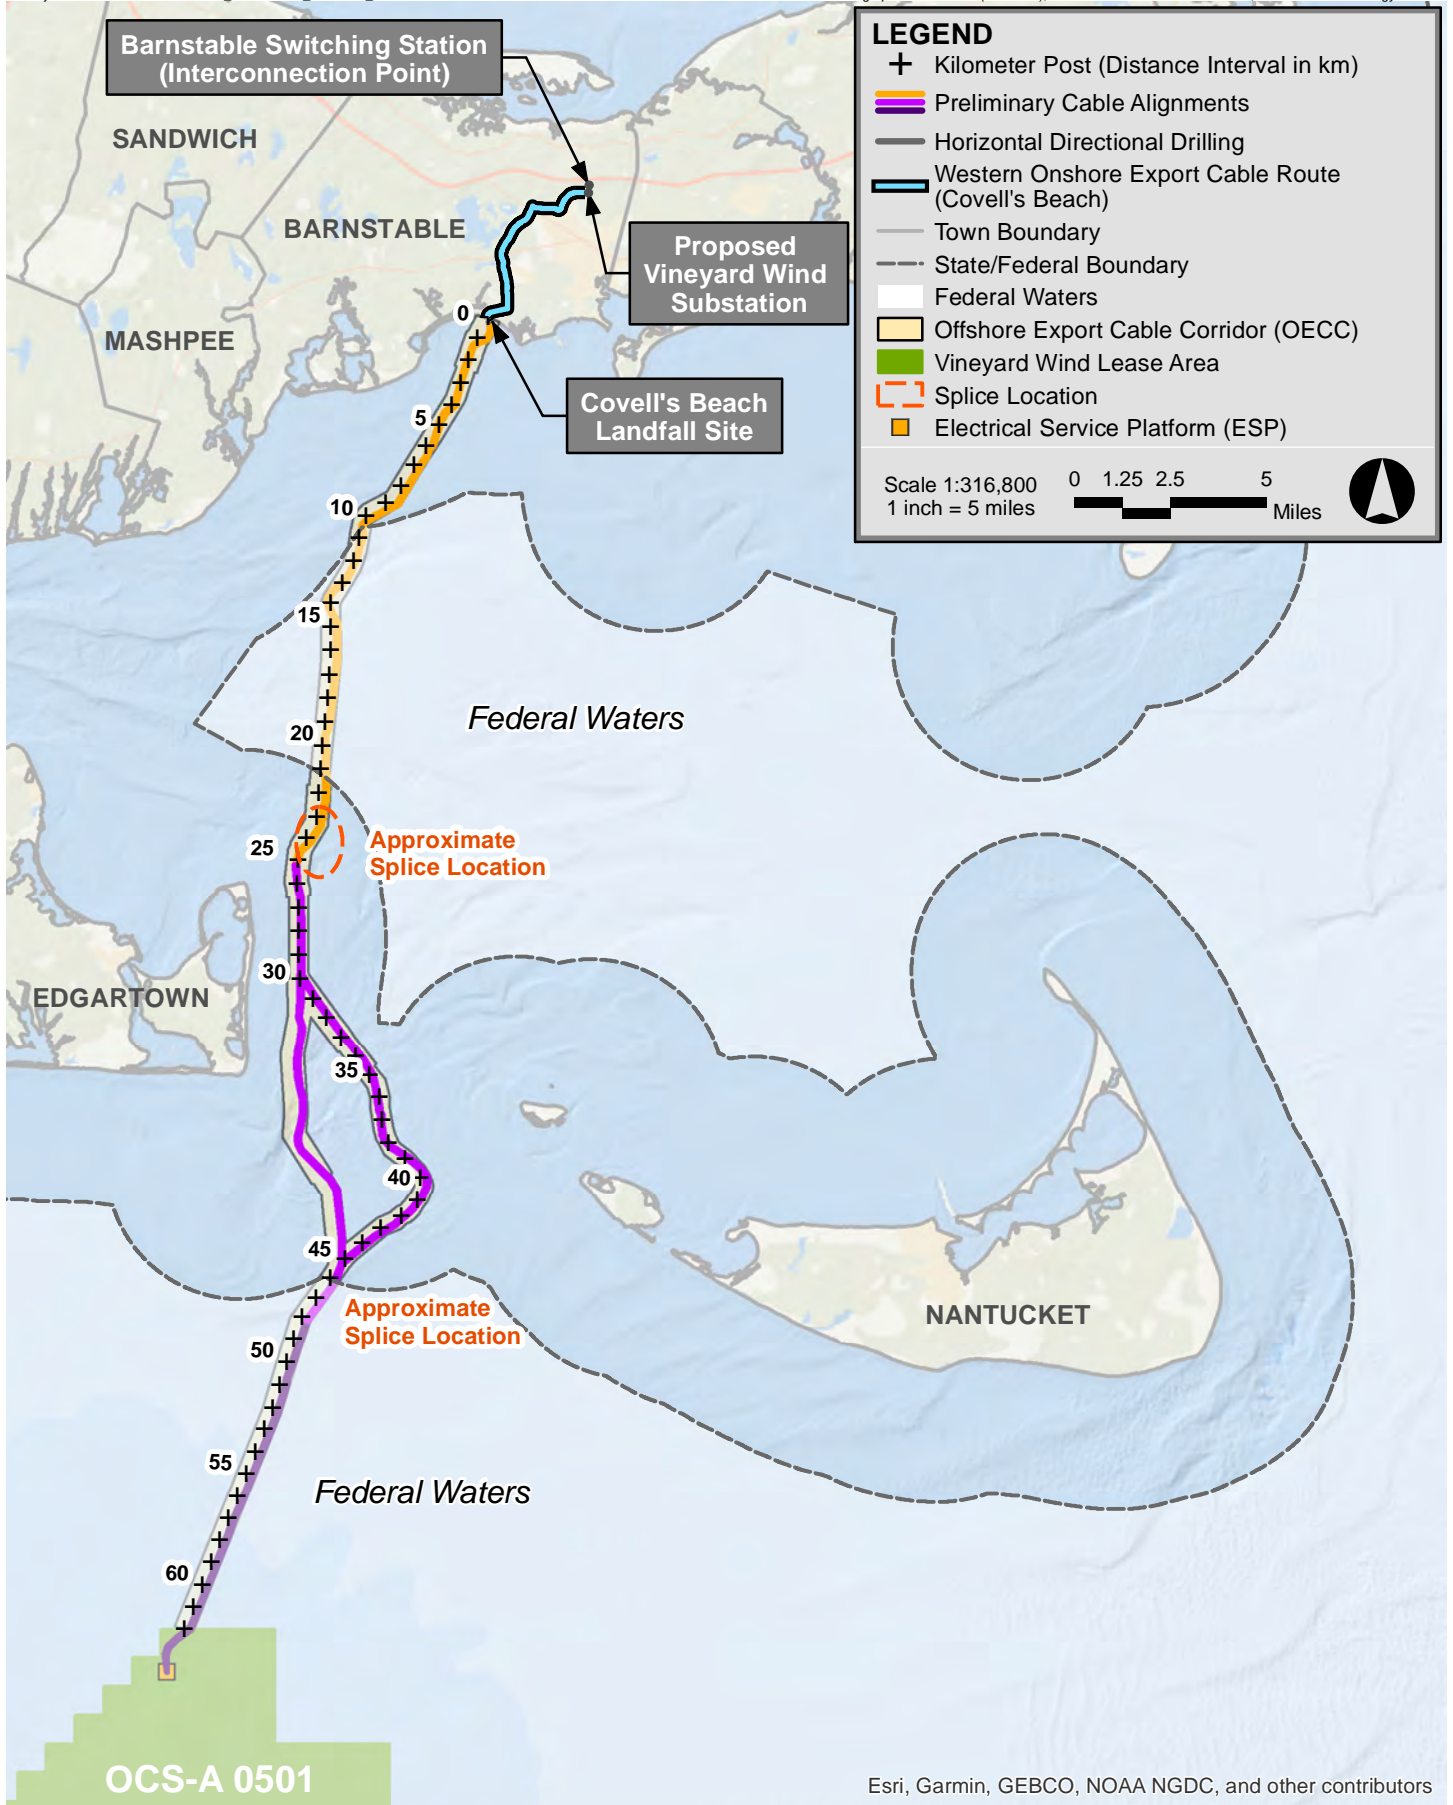 Barnstable Switching Station
(Interconnection Point)
LEGEND
Kilometer Post (Distance Interval in km)
Preliminary Cable Alignments
Horizontal Directional Drilling
Western Onshore Export Cable Route
(Covell's Beach)
Town Boundary
State/Federal Boundary
Federal Waters
Offshore Export Cable Corridor (OECC)
Vineyard Wind Lease Area
Splice Location
Electrical Service Platform (ESP)
Scale 1:316,800
1 inch = 5 miles
0 1.25 2.5 5
Miles
SANDWICH
BARNSTABLE
MASHPEE
Proposed
Vineyard Wind
Substation
0
Covell's Beach
Landfall Site
5
10
15
Federal Waters
20
25
Approximate
Splice Location
30
EDGARTOWN
35
40
45
Approximate
Splice Location
NANTUCKET
50
55
Federal Waters
60
OCS-A 0501
Esri, Garmin, GEBCO, NOAA NGDC, and other contributors